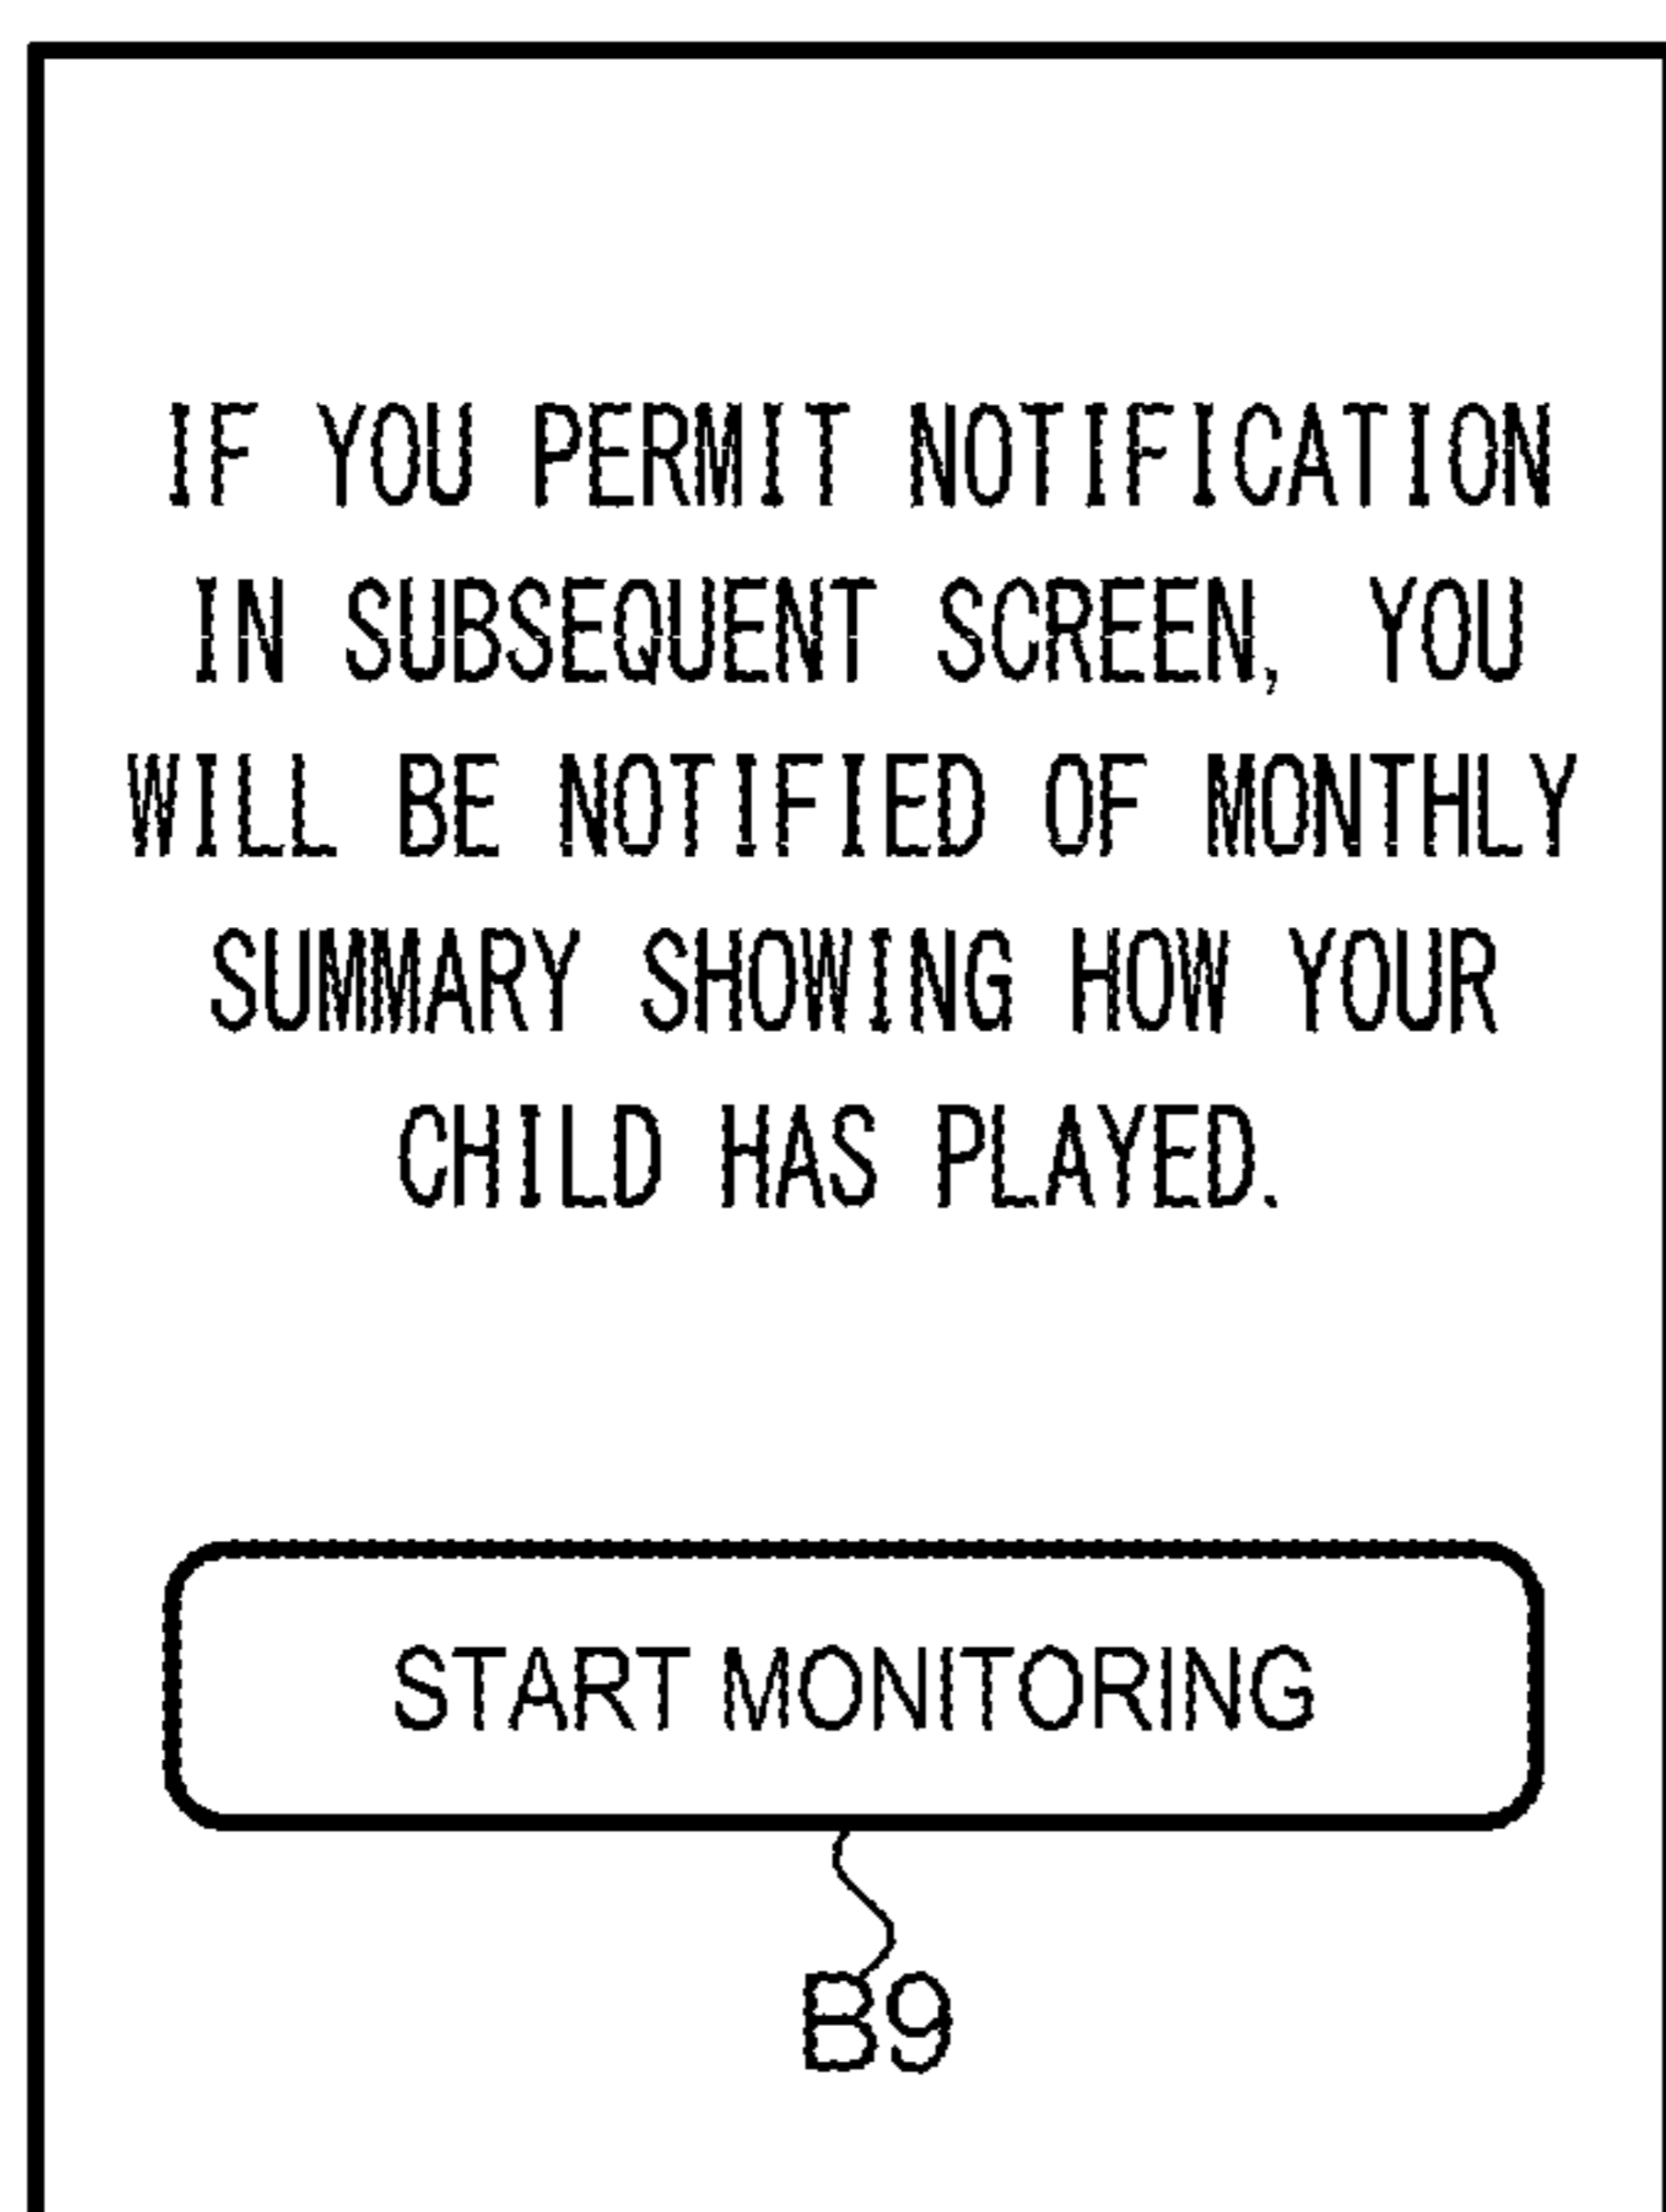 IF YOU PERMIT NOTIFICATION
IN SUBSEQUENT SCREEN, YOU
WILL BE NOTIFIED OF MONTHLY
SUMMARY SHOWING HOW YOUR
CHILD HAS PLAYED.
START MONITORING
B9